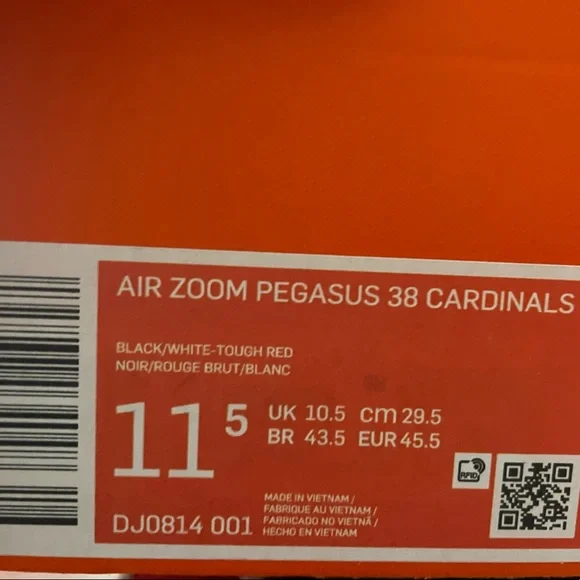 AIR ZOOM PEGASUS 38 CARDINALS
BLACK/WHITE-TOUGH RED
NOIR/ROUGE BRUT/BLANC
11 5
UK 10.5 CM 29.5
BR 43.5 EUR 45.5
DJ0814 001
MADE IN VIETNAM /
FABRIQUE AU VIETNAM /
FABRICADO NO VIETNÃ /
HECHO EN VIETNAM
RFID